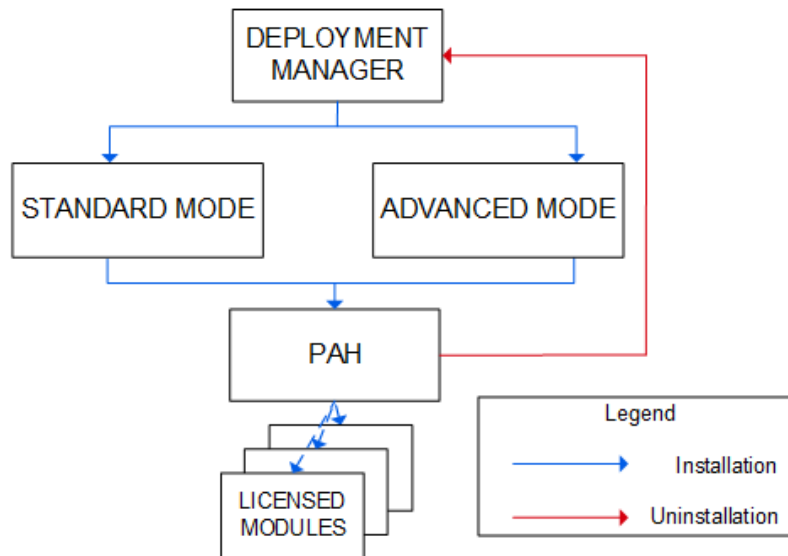 DEPLOYMENT
MANAGER
STANDARD MODE
ADVANCED MODE
PAH
LICENSED
MODULES
Legend
Installation
Uninstallation